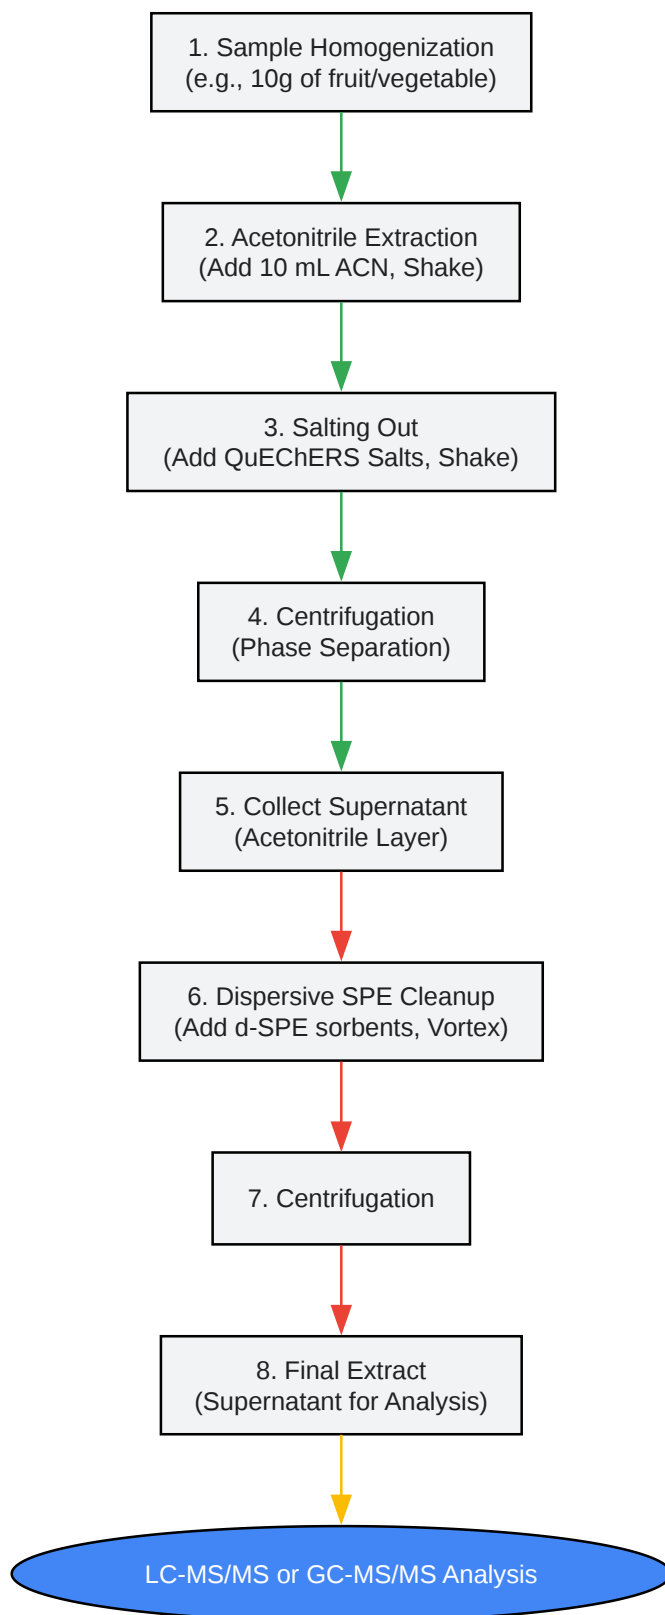 1. Sample Homogenization
(e.g., 10g of fruit/vegetable)
2. Acetonitrile Extraction
(Add 10 mL ACN, Shake)
3. Salting Out
(Add QuEChERS Salts, Shake)
4. Centrifugation
(Phase Separation)
5. Collect Supernatant
(Acetonitrile Layer)
6. Dispersive SPE Cleanup
(Add d-SPE sorbents, Vortex)
7. Centrifugation
8. Final Extract
(Supernatant for Analysis)
LC-MS/MS or GC-MS/MS Analysis